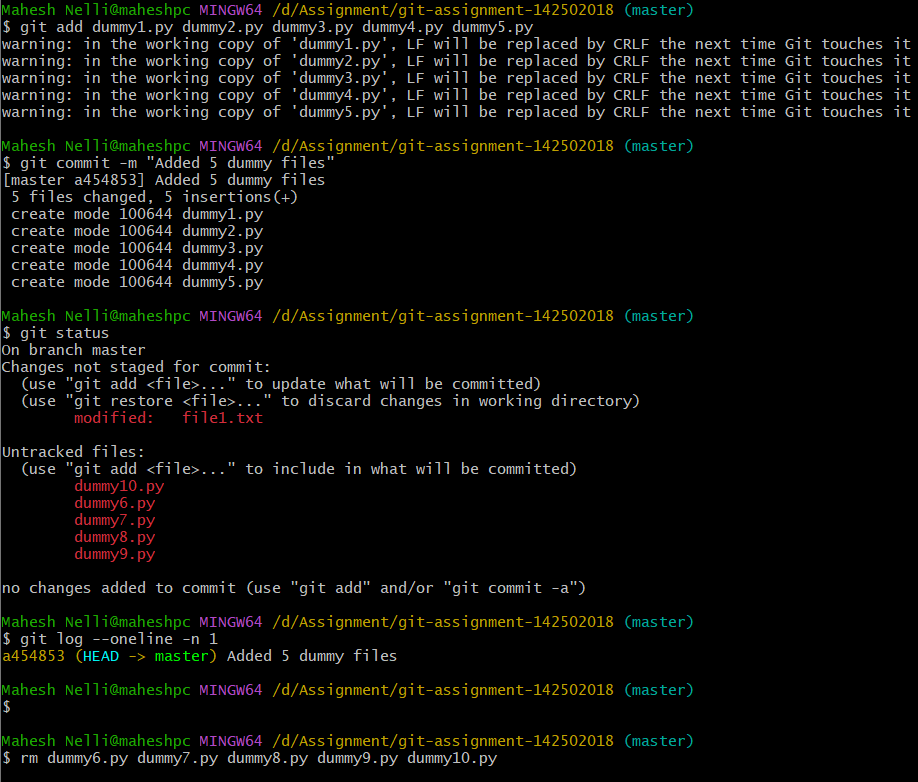 Mahesh Nelli@maheshpc MINGW64 /d/Assignment/git-assignment-142502018 (master)
$ git add dummy1.py dummy2.py dummy3.py dummy4.py dummy5.py
warning: in the working copy of 'dummy1.py', LF will be replaced by CRLF the next time Git touches it
warning: in the working copy of 'dummy2.py', LF will be replaced by CRLF the next time Git touches it
warning: in the working copy of 'dummy3.py', LF will be replaced by CRLF the next time Git touches it
warning: in the working copy of 'dummy4.py', LF will be replaced by CRLF the next time Git touches it
warning: in the working copy of 'dummy5.py', LF will be replaced by CRLF the next time Git touches it

Mahesh Nelli@maheshpc MINGW64 /d/Assignment/git-assignment-142502018 (master)
$ git commit -m "Added 5 dummy files"
[master a454853] Added 5 dummy files
 5 files changed, 5 insertions(+)
 create mode 100644 dummy1.py
 create mode 100644 dummy2.py
 create mode 100644 dummy3.py
 create mode 100644 dummy4.py
 create mode 100644 dummy5.py

Mahesh Nelli@maheshpc MINGW64 /d/Assignment/git-assignment-142502018 (master)
$ git status
On branch master
Changes not staged for commit:
  (use "git add <file>..." to update what will be committed)
  (use "git restore <file>..." to discard changes in working directory)
        modified:   file1.txt

Untracked files:
  (use "git add <file>..." to include in what will be committed)
        dummy10.py
        dummy6.py
        dummy7.py
        dummy8.py
        dummy9.py

no changes added to commit (use "git add" and/or "git commit -a")

Mahesh Nelli@maheshpc MINGW64 /d/Assignment/git-assignment-142502018 (master)
$ git log --oneline -n 1
a454853 (HEAD -> master) Added 5 dummy files

Mahesh Nelli@maheshpc MINGW64 /d/Assignment/git-assignment-142502018 (master)
$

Mahesh Nelli@maheshpc MINGW64 /d/Assignment/git-assignment-142502018 (master)
$ rm dummy6.py dummy7.py dummy8.py dummy9.py dummy10.py